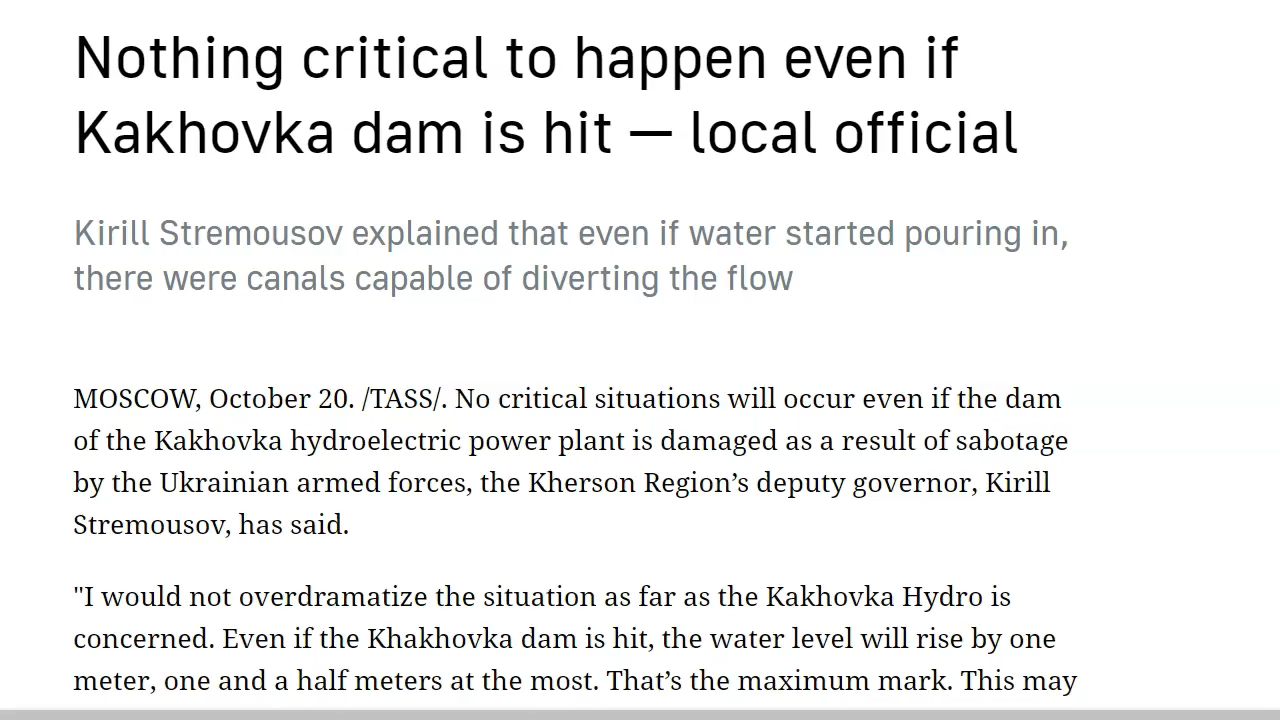 Nothing critical to happen even if
Kakhovka dam is hit — local official
Kirill Stremousov explained that even if water started pouring in,
there were canals capable of diverting the flow
MOSCOW, October 20. /TASS/. No critical situations will occur even if the dam
of the Kakhovka hydroelectric power plant is damaged as a result of sabotage
by the Ukrainian armed forces, the Kherson Region’s deputy governor, Kirill
Stremousov, has said.
"I would not overdramatize the situation as far as the Kakhovka Hydro is
concerned. Even if the Khakhovka dam is hit, the water level will rise by one
meter, one and a half meters at the most. That’s the maximum mark. This may